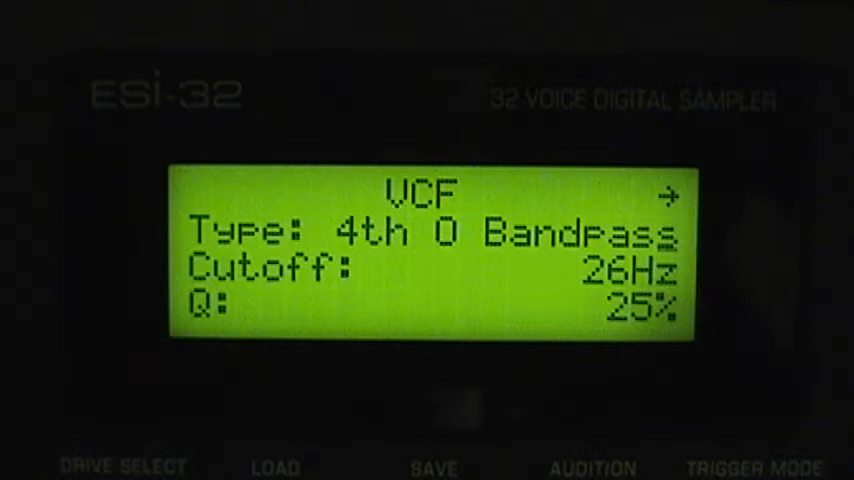 ESi-32
32 VOICE DIGITAL SAMPLER
VCF →
Type: 4th O Bandpass
Cutoff: 26Hz
Q: 25%
DRIVE SELECT LOAD SAVE AUDITION TRIGGER MODE